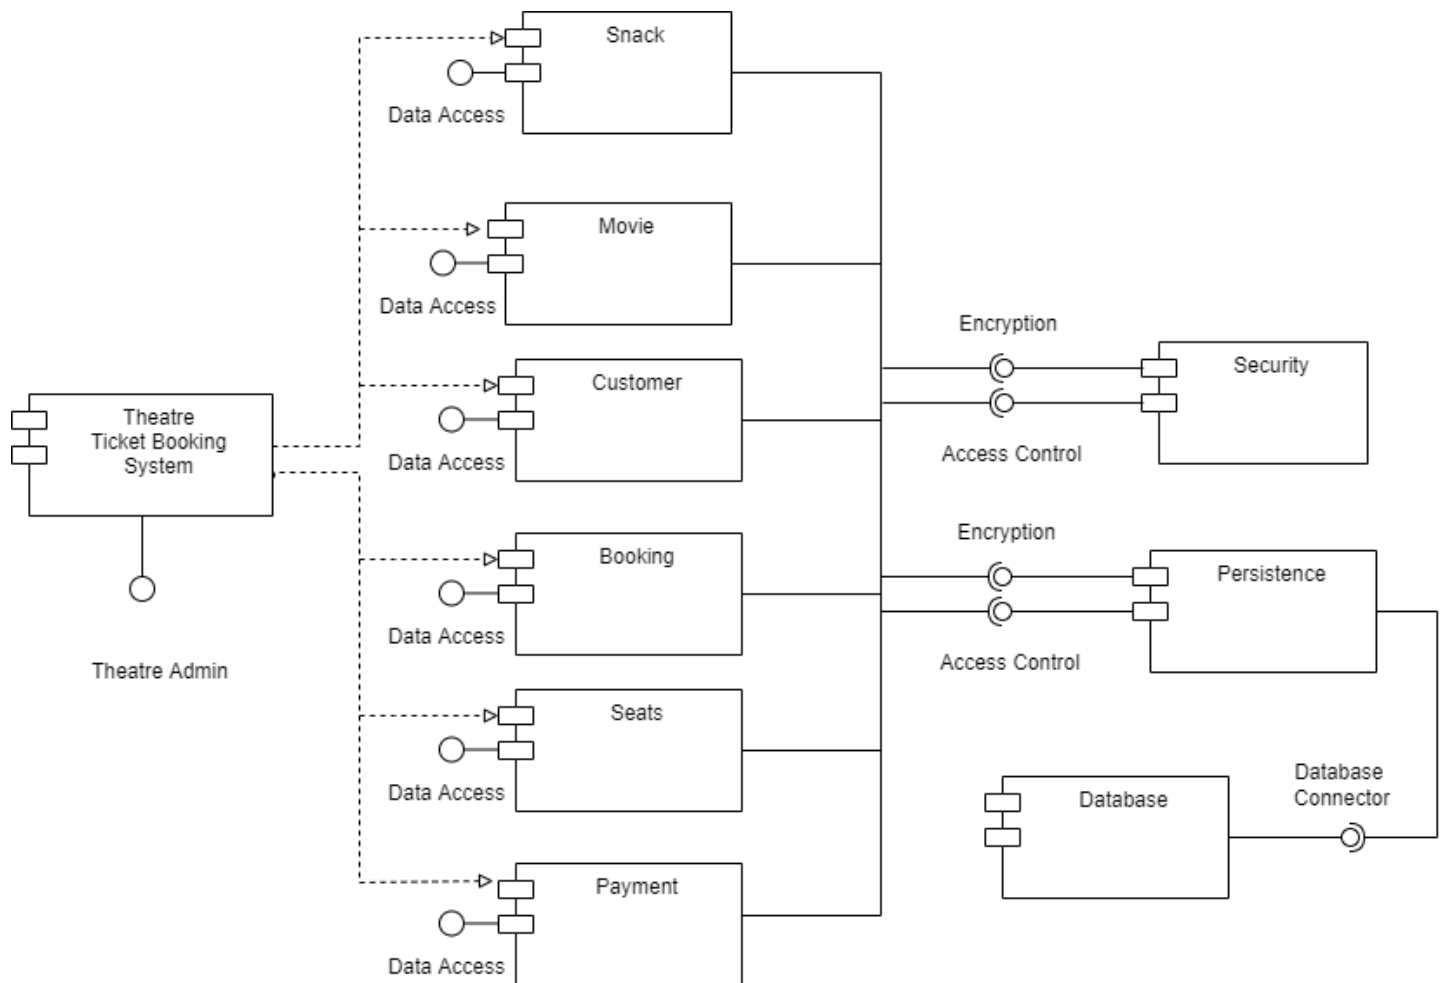 Snack
Data Access
Movie
Data Access
Encryption
Security
Customer
Theatre
Ticket Booking
System
Data Access
Access Control
Encryption
Booking
Persistence
Data Access
Theatre Admin
Access Control
Seats
Data Access
Database
Connector
Database
Payment
Data Access